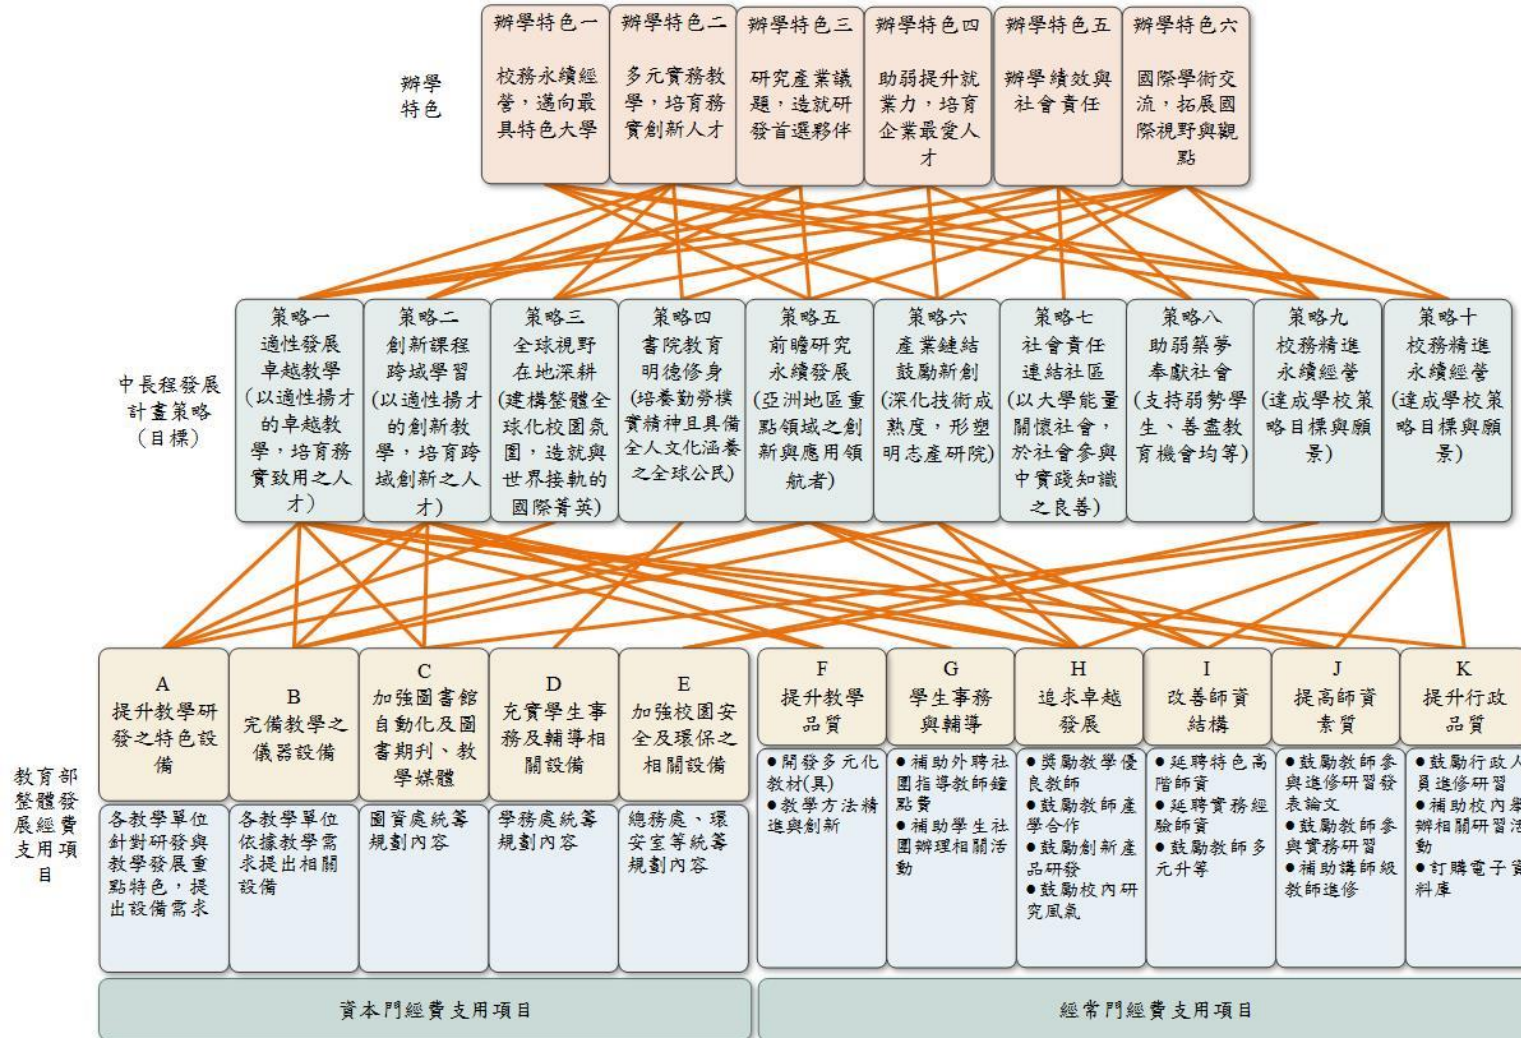 辦學
特色
辦學特色一
校務永續經
營，邁向最
具特色大學
辦學特色二
多元實務教
學，培育務
實創新人才
辦學特色三
研究產業議
題，造就研
發首選夥伴
辦學特色四
助弱提升就
業力，培育
企業最愛人
才
辦學特色五
辦學績效與
社會責任
辦學特色六
國際學術交
流，拓展國
際視野與觀
點
中長程發展
計畫策略
(目標)
策略一
適性發展
卓越教學
(以適性揚才
的卓越教
學，培育務
實致用之人
才)
策略二
創新課程
跨域學習
(以適性揚才
的創新教
學，培育跨
域創新之人
才)
策略三
全球視野
在地深耕
(建構整體全
球化校園氛
圍，造就與
世界接軌的
國際菁英)
策略四
書院教育
明德修身
(培養勤勞樸
實精神且具備
全人文化涵養
之全球公民)
策略五
前瞻研究
永續發展
(亞洲地區重
點領域之創
新與應用領
航者)
策略六
產業鏈結
鼓勵新創
(深化技術成
熟度，形塑
明志產研院)
策略七
社會責任
連結社區
(以大學能量
關懷社會，
於社會參與
中實踐知識
之良善)
策略八
助弱築夢
奉獻社會
(支持弱勢學
生、善盡教
育機會均等)
策略九
校務精進
永續經營
(達成學校策
略目標與願
景)
策略十
校務精進
永續經營
(達成學校策
略目標與願
景)
教育部
整體發
展經費
支用項
目
A
提升教學研
發之特色設
備
各教學單位
針對研發與
教學發展重
點特色，提
出設備需求
B
完備教學之
儀器設備
各教學單位
依據教學需
求提出相關
設備
C
加強圖書館
自動化及圖
書期刊、教
學媒體
圖資處統籌
規劃內容
D
充實學生事
務及輔導相
關設備
學務處統籌
規劃內容
E
加強校園安
全及環保之
相關設備
總務處、環
安室等統籌
規劃內容
F
提升教學
品質
●開發多元化
教材(具)
●教學方法精
進與創新
G
學生事務
與輔導
●補助外聘社
團指導教師鐘
點費
●補助學生社
團辦理相關活
動
H
追求卓越
發展
●獎勵教學優
良教師
●鼓勵教師產
學合作
●鼓勵創新產
品研發
●鼓勵校內研
究風氣
I
改善師資
結構
●延聘特色高
階師資
●延聘實務經
驗師資
●鼓勵教師多
元升等
J
提高師資
素質
●鼓勵教師參
與進修研習發
表論文
●鼓勵教師參
與實務研習
●補助講師級
教師進修
K
提升行政
品質
●鼓勵行政人
員進修研習
●補助校內舉
辦相關研習活
動
●訂購電子資
料庫
資本門經費支用項目
經常門經費支用項目